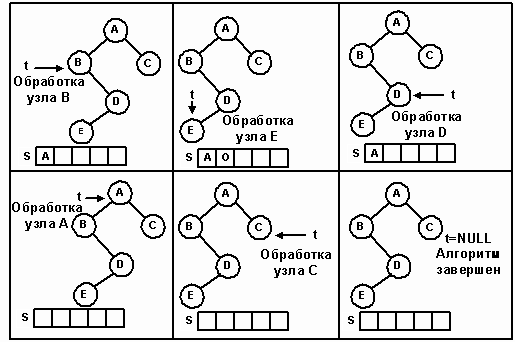 A
B
C
t
Обработка
узла B
D
E
S A
A
B
C
t
D
E
Обработка
узла E
S A O
A
B
C
D
t
E
Обработка
узла D
S A
t
A
Обработка
узла A
B
C
D
E
S
A
B
C
t
Обработка
узла C
D
E
S
A
B
C
t=NULL
Алгоритм
завершен
D
E
S